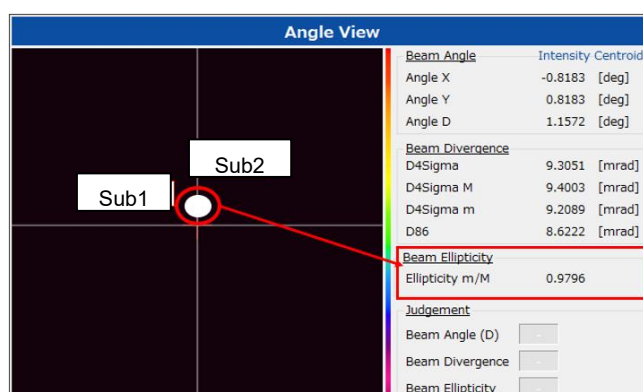 Angle View
Sub2
Sub1
Beam Angle Intensity Centroid
Angle X -0.8183 [deg]
Angle Y 0.8183 [deg]
Angle D 1.1572 [deg]
Beam Divergence
D4Sigma 9.3051 [mrad]
D4Sigma M 9.4003 [mrad]
D4Sigma m 9.2089 [mrad]
D86 8.6222 [mrad]
Beam Ellipticity
Ellipticity m/M 0.9796
Judgement
Beam Angle (D) -
Beam Divergence -
Beam Ellipticity -